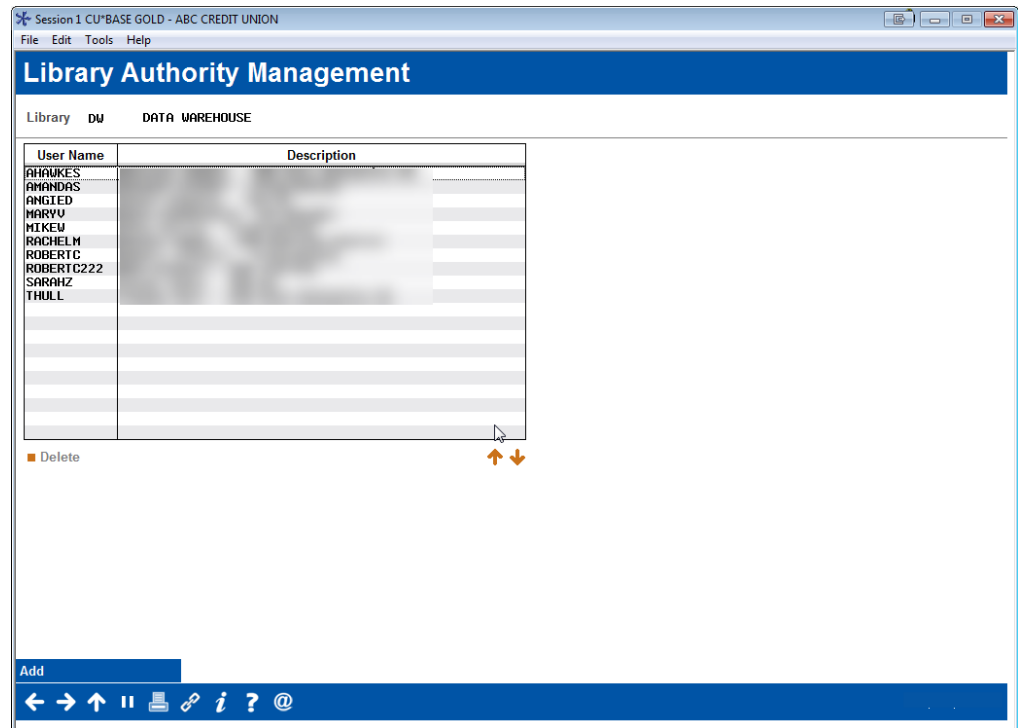 Session 1 CU*BASE GOLD - ABC CREDIT UNION
File Edit Tools Help
Library Authority Management
Library DW DATA WAREHOUSE
User Name Description
AHAWKES
AMANDAS
ANGIED
MARYV
MIKEW
RACHELM
ROBERTC
ROBERTC222
SARAHZ
THULL
Delete
Add